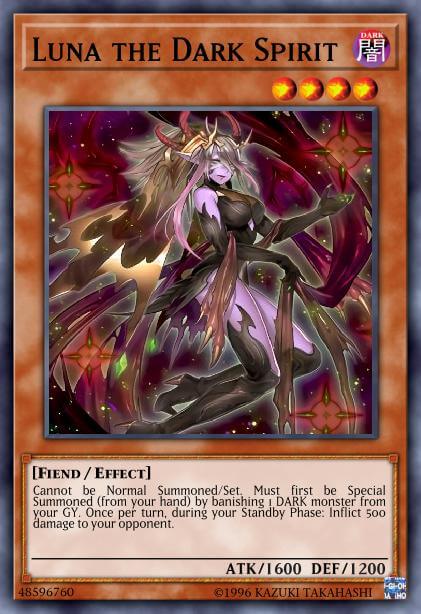 Luna the Dark Spirit
DARK
闇
[Fiend / Effect]
Cannot be Normal Summoned/Set. Must first be Special
Summoned (from your hand) by banishing 1 DARK monster from
your GY. Once per turn, during your Standby Phase: Inflict 500
damage to your opponent.
ATK/1600 DEF/1200
48596760
©1996 KAZUKI TAKAHASHI